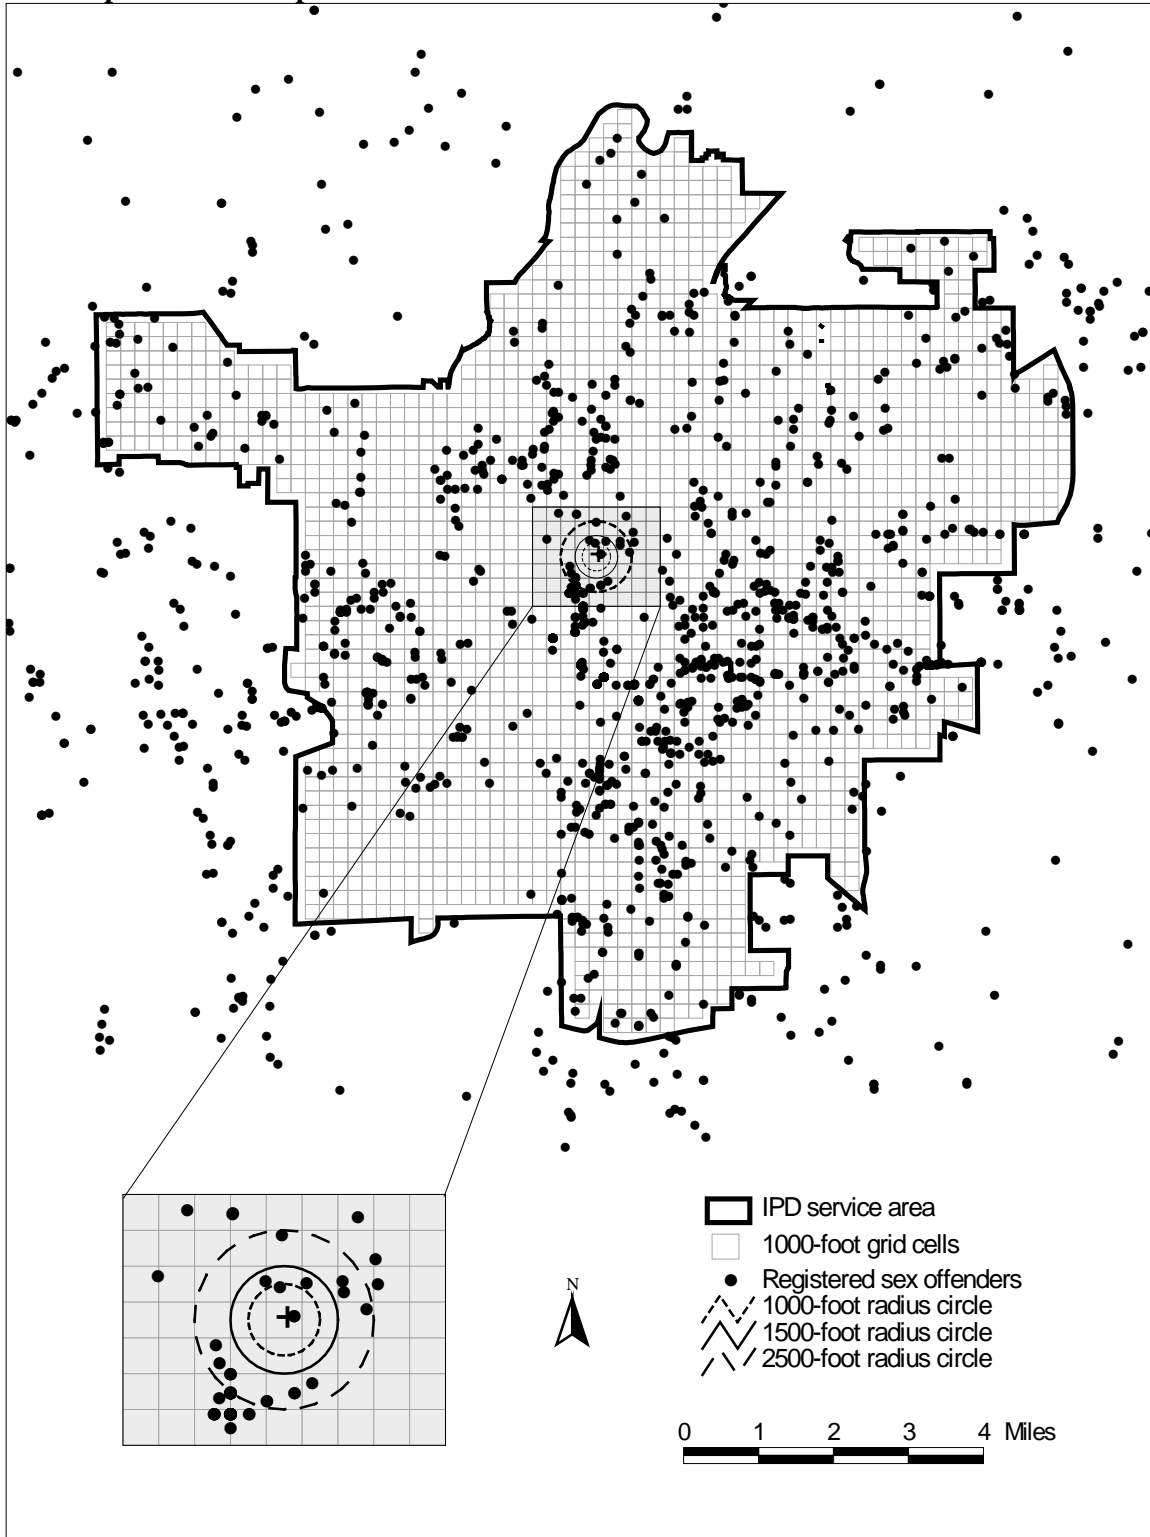 N
IPD service area
1000-foot grid cells
Registered sex offenders
1000-foot radius circle
1500-foot radius circle
2500-foot radius circle
0 1 2 3 4 Miles